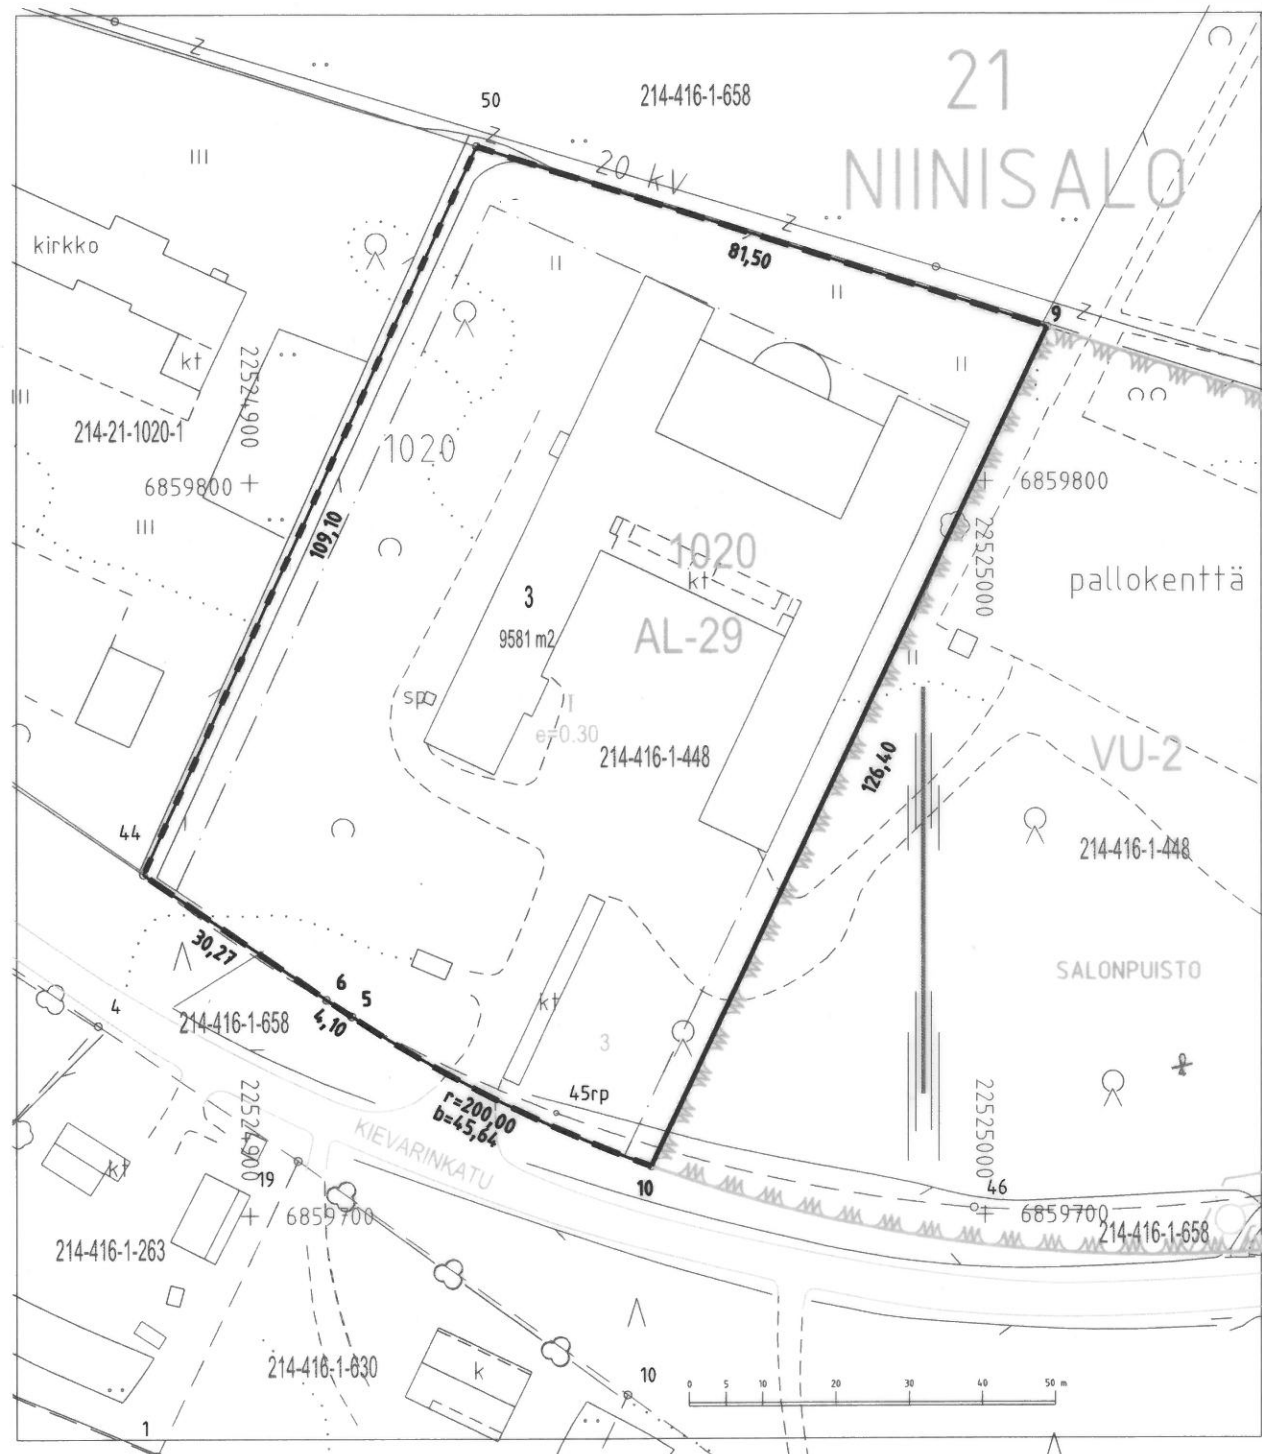 50
214-416-1-658
21
NIINISALO
Z
Z
20 kV
Z
Z
Z
III
kirkko
81,50
II
II
II
9
kt
22524900
214-21-1020-1
III
1020
6859800
6859800
III
109,10
22525000
1020
kt
pallokenttä
3
9581 m2
AL-29
II
sp
I
e=0.30
214-416-1-448
126,40
VU-2
44
214-416-1-448
30,27
SALONPUISTO
6
5
4,10
kt
4
214-416-1-658
3
45rp
r=200,00
b=45,64
22524900
22525000
KIEVARINKATU
kt
19
10
46
6859700
6859700
214-416-1-658
214-416-1-263
214-416-1-630
k
10
0 5 10 20 30 40 50 m
1